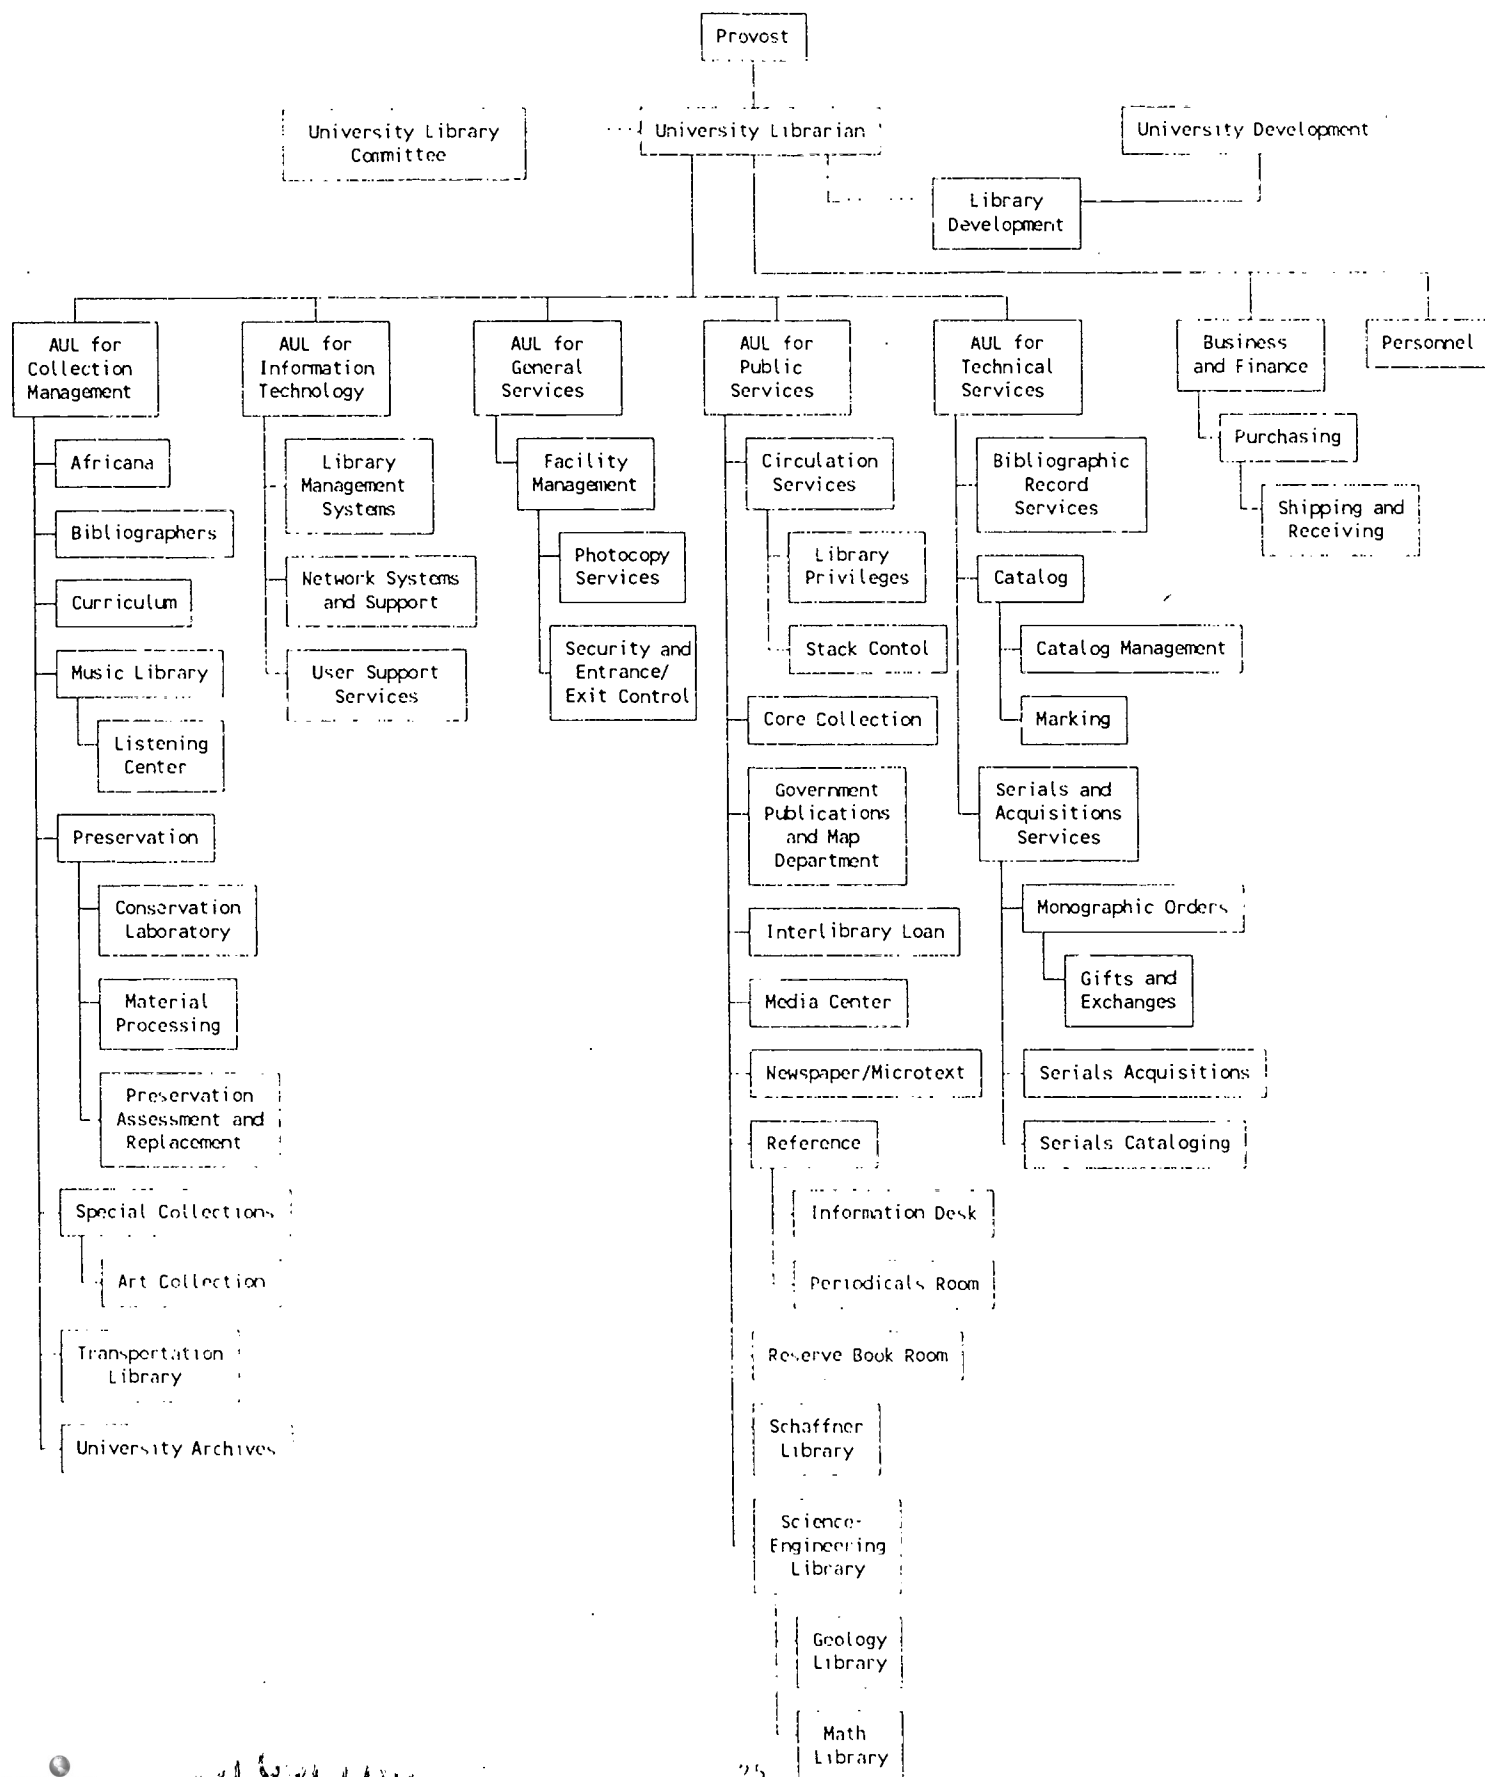 Provost
University Library
Committee
University Librarian
University Development
Library
Development
AUL for
Collection
Management
AUL for
Information
Technology
AUL for
General
Services
AUL for
Public
Services
AUL for
Technical
Services
Business
and Finance
Personnel
Africana
Bibliographers
Curriculum
Music Library
Listening
Center
Preservation
Conservation
Laboratory
Material
Processing
Preservation
Assessment and
Replacement
Special Collections
Art Collection
Transportation
Library
University Archives
Library
Management
Systems
Network Systems
and Support
User Support
Services
Facility
Management
Photocopy
Services
Security and
Entrance/
Exit Control
Circulation
Services
Library
Privileges
Stack Contol
Core Collection
Government
Publications
and Map
Department
Interlibrary Loan
Media Center
Newspaper/Microtext
Reference
Information Desk
Periodicals Room
Reserve Book Room
Schaffner
Library
Science-
Engineering
Library
Geology
Library
Math
Library
Bibliographic
Record
Services
Catalog
Catalog Management
Marking
Serials and
Acquisitions
Services
Monographic Orders
Gifts and
Exchanges
Serials Acquisitions
Serials Cataloging
Purchasing
Shipping and
Receiving
25